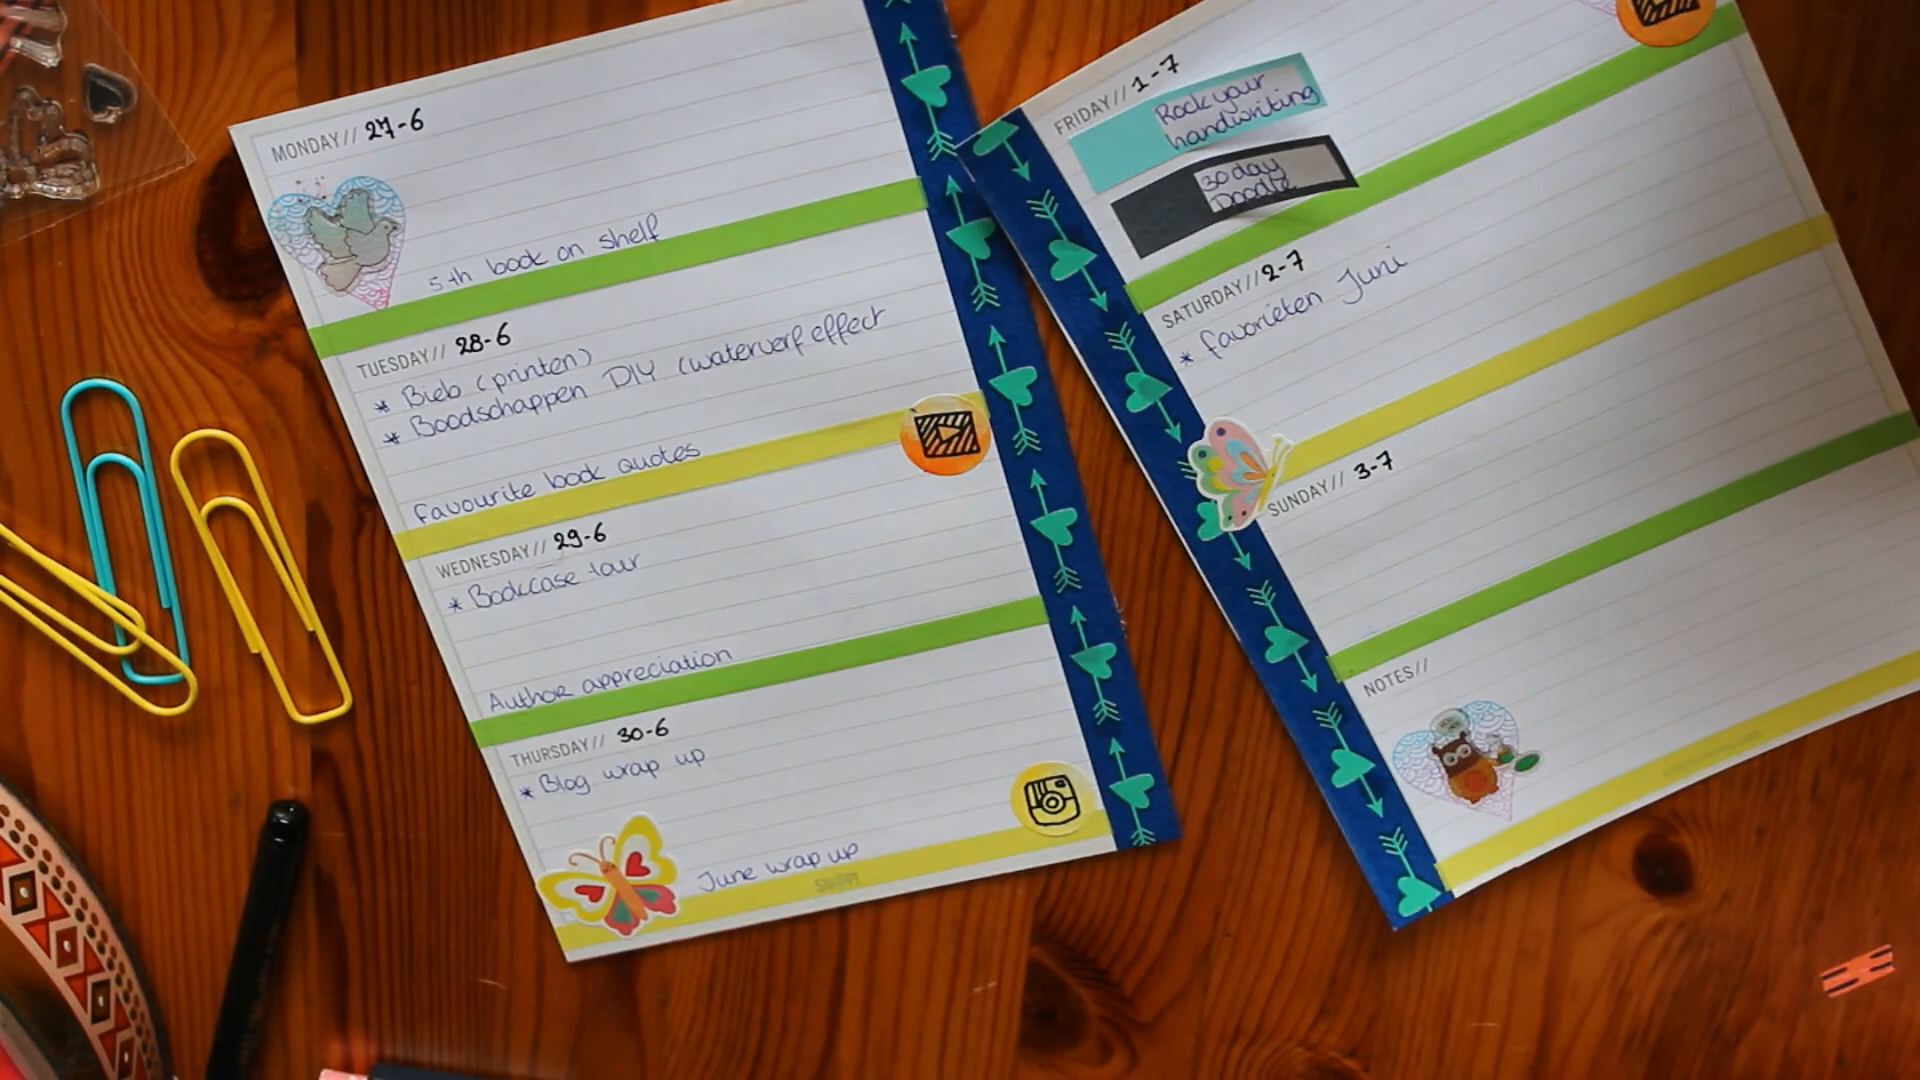 MONDAY// 27-6
5th book on shelf
TUESDAY// 28-6
* Bieb (printen)
* Boodschappen DIY (waterverf effect
favourite book quotes
WEDNESDAY// 29-6
* Bookcase tour
Author appreciation
THURSDAY// 30-6
* Blog wrap up
June wrap up
FRIDAY// 1-7
Rock your
handwriting
30 day
Doodle
SATURDAY// 2-7
* favorieten Juni
SUNDAY// 3-7
NOTES//